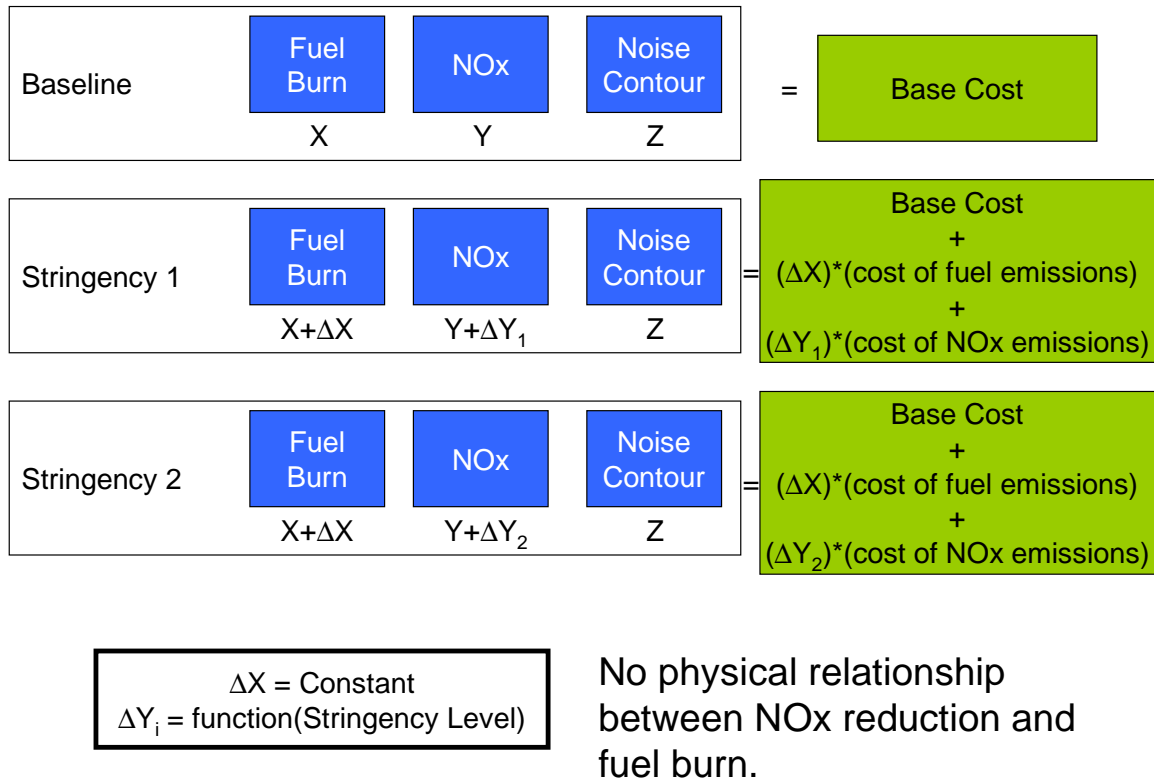 Baseline
Fuel
Burn
X
NOx
Y
Noise
Contour
Z
=
Base Cost
Stringency 1
Fuel
Burn
X+ΔX
NOx
Y+ΔY₁
Noise
Contour
Z
=
Base Cost
+
(ΔX)*(cost of fuel emissions)
+
(ΔY₁)*(cost of NOx emissions)
Stringency 2
Fuel
Burn
X+ΔX
NOx
Y+ΔY₂
Noise
Contour
Z
=
Base Cost
+
(ΔX)*(cost of fuel emissions)
+
(ΔY₂)*(cost of NOx emissions)
ΔX = Constant
ΔYᵢ = function(Stringency Level)
No physical relationship
between NOx reduction and
fuel burn.